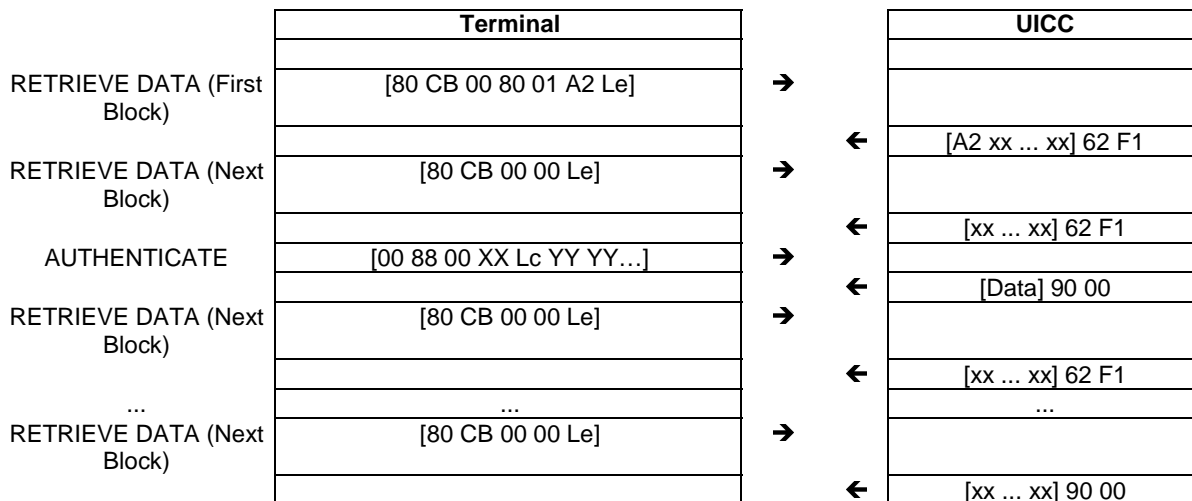 Terminal UICC
RETRIEVE DATA (First [80 CB 00 80 01 A2 Le] →
Block)
← [A2 xx ... xx] 62 F1
RETRIEVE DATA (Next [80 CB 00 00 Le] →
Block)
← [xx ... xx] 62 F1
AUTHENTICATE [00 88 00 XX Lc YY YY…] →
← [Data] 90 00
RETRIEVE DATA (Next [80 CB 00 00 Le] →
Block)
← [xx ... xx] 62 F1
... ... ...
RETRIEVE DATA (Next [80 CB 00 00 Le] →
Block)
← [xx ... xx] 90 00